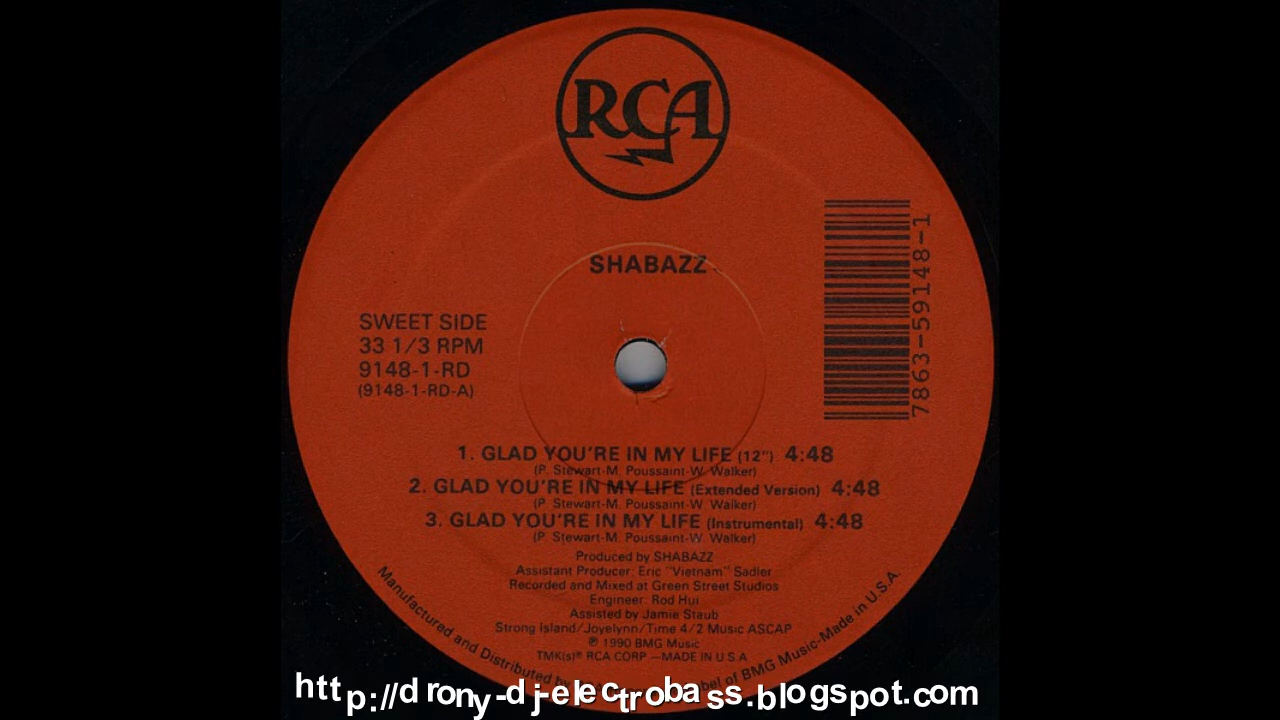 RCA
SHABAZZ
SWEET SIDE
33 1/3 RPM
9148-1-RD
(9148-1-RD-A)
7863-59148-1
1. GLAD YOU'RE IN MY LIFE (12") 4:48
(P. Stewart-M. Poussaint-W. Walker)
2. GLAD YOU'RE IN MY LIFE (Extended Version) 4:48
(P. Stewart-M. Poussaint-W. Walker)
3. GLAD YOU'RE IN MY LIFE (Instrumental) 4:48
(P. Stewart-M. Poussaint-W. Walker)
Produced by SHABAZZ
Assistant Producer: Eric "Vietnam" Sadler
Recorded and Mixed at Green Street Studios
Engineer: Rod Hui
Assisted by Jamie Staub
Strong Island/Joyelynn/Time 4/2 Music ASCAP
℗ 1990 BMG Music
TMK(s)® RCA CORP —MADE IN U.S.A
Manufactured and Distributed by label of BMG Music-Made in U.S.A.
http://drony-dj-electrobass.blogspot.com